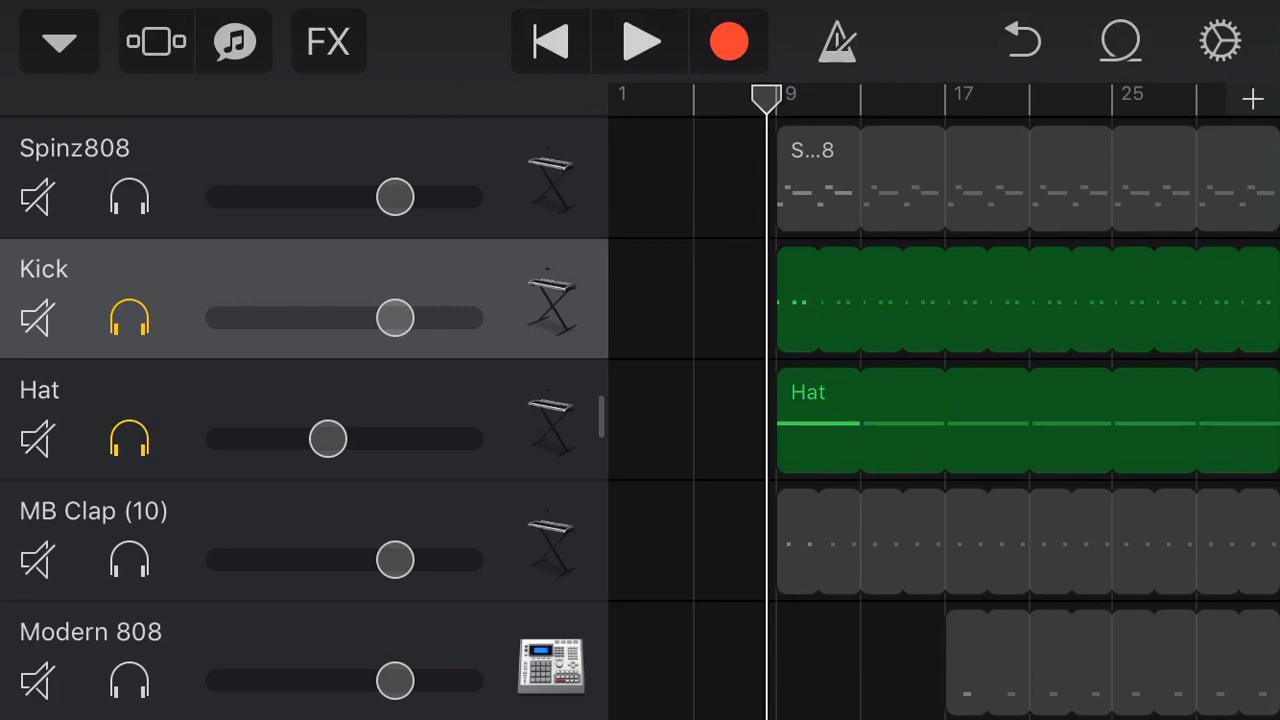 FX
1
9
17
25
Spinz808
S...8
Kick
Hat
Hat
MB Clap (10)
Modern 808